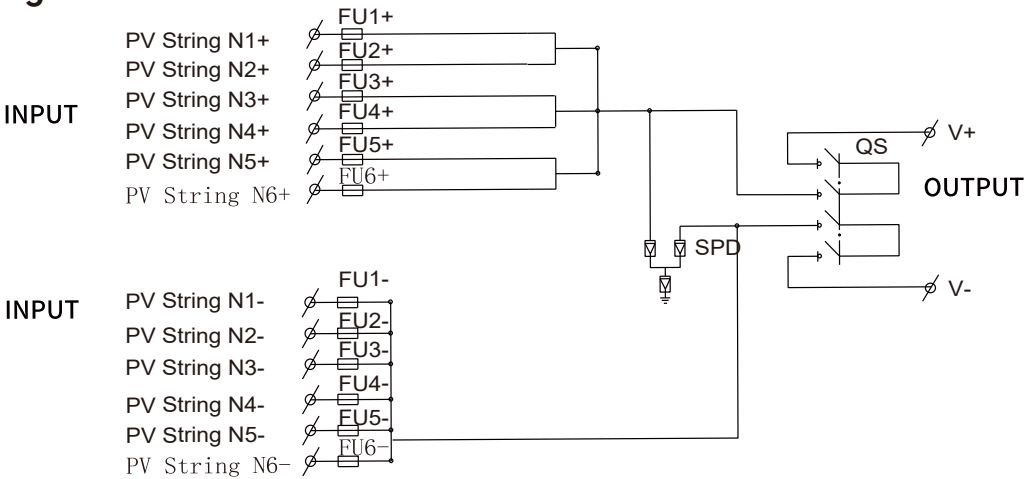 FU1+
PV String N1+
FU2+
PV String N2+
FU3+
PV String N3+
INPUT
FU4+
PV String N4+
FU5+
PV String N5+
FU6+
PV String N6+
V+
QS
OUTPUT
SPD
V-
FU1-
INPUT
PV String N1-
FU2-
PV String N2-
FU3-
PV String N3-
FU4-
PV String N4-
FU5-
PV String N5-
FU6-
PV String N6-